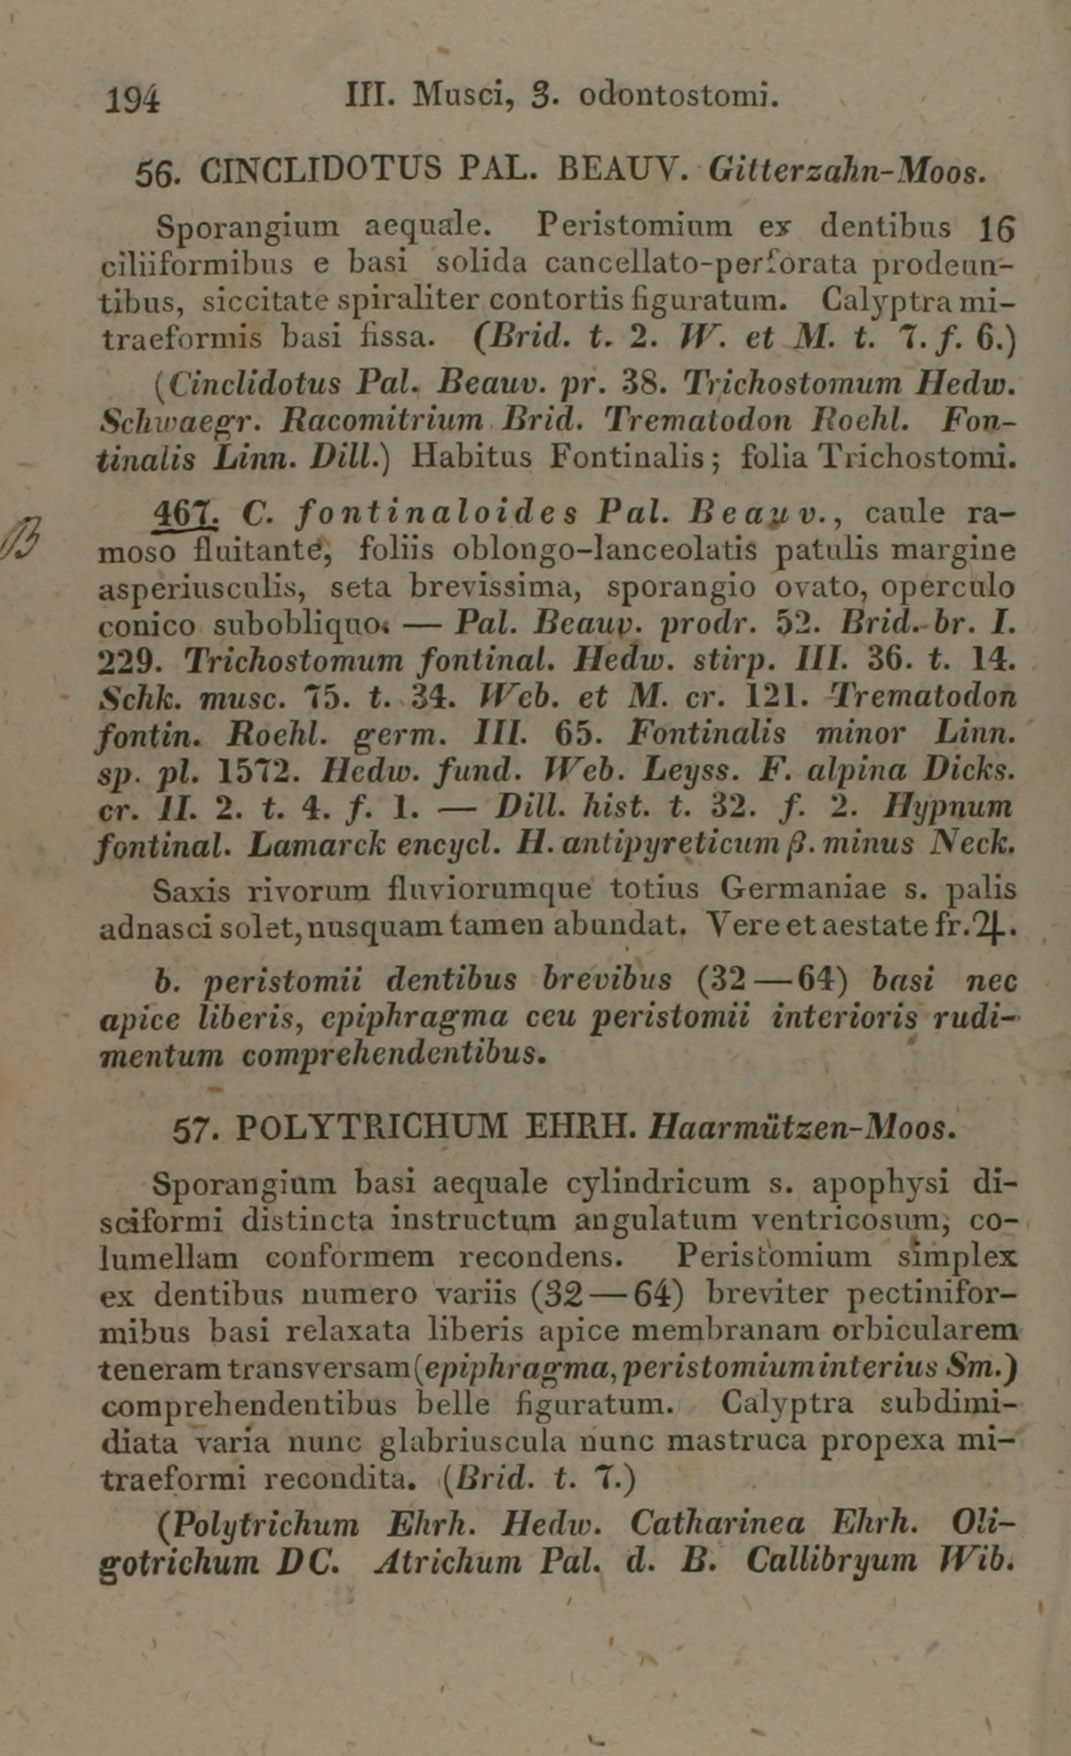 194 III. Musci, 3. odontostomi.
56. CINCLIDOTUS PAL. BEAUV. Gitterzahn-Moos.
Sporangium aequale. Peristomium ex dentibus 16
ciliiformibus e basi solida cancellato-perforata prodeun-
tibus, siccitate spiraliter contortis figuratum. Calyptra mi-
traeformis basi fissa. (Brid. t. 2. W. et M. t. 7. f. 6.)
(Cinclidotus Pal. Beauv. pr. 38. Trichostomum Hedw.
Schwaegr. Racomitrium Brid. Trematodon Roehl. Fon-
tinalis Linn. Dill.) Habitus Fontinalis; folia Trichostomi.
B
467. C. fontinaloides Pal. Beauv., caule ra-
moso fluitante, foliis oblongo-lanceolatis patulis margine
asperiusculis, seta brevissima, sporangio ovato, operculo
conico subobliquo. — Pal. Beauv. prodr. 52. Brid. br. I.
229. Trichostomum fontinal. Hedw. stirp. III. 36. t. 14.
Schk. musc. 75. t. 34. Web. et M. cr. 121. Trematodon
fontin. Roehl. germ. III. 65. Fontinalis minor Linn.
sp. pl. 1572. Hedw. fund. Web. Leyss. F. alpina Dicks.
cr. II. 2. t. 4. f. 1. — Dill. hist. t. 32. f. 2. Hypnum
fontinal. Lamarck encycl. H. antipyreticum β. minus Neck.
Saxis rivorum fluviorumque totius Germaniae s. palis
adnasci solet, nusquam tamen abundat. Vere et aestate fr. ♃.
b. peristomii dentibus brevibus (32—64) basi nec
apice liberis, epiphragma ceu peristomii interioris rudi-
mentum comprehendentibus.
57. POLYTRICHUM EHRH. Haarmützen-Moos.
Sporangium basi aequale cylindricum s. apophysi di-
sciformi distincta instructum angulatum ventricosum, co-
lumellam conformem recondens. Peristomium simplex
ex dentibus numero variis (32—64) breviter pectinifor-
mibus basi relaxata liberis apice membranam orbicularem
teneram transversam (epiphragma, peristomium interius Sm.)
comprehendentibus belle figuratum. Calyptra subdimi-
diata varia nunc glabriuscula nunc mastruca propexa mi-
traeformi recondita. (Brid. t. 7.)
(Polytrichum Ehrh. Hedw. Catharinea Ehrh. Oli-
gotrichum DC. Atrichum Pal. d. B. Callibryum Wib.